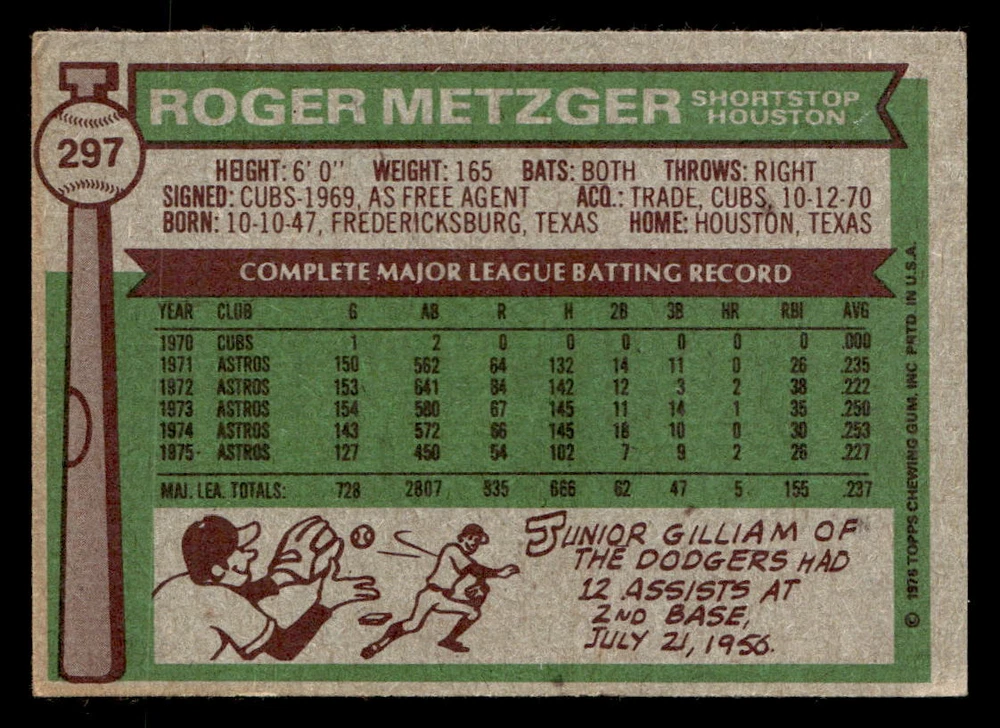 297
ROGER METZGER SHORTSTOP HOUSTON
HEIGHT: 6' 0" WEIGHT: 165 BATS: BOTH THROWS: RIGHT
SIGNED: CUBS-1969, AS FREE AGENT ACQ.: TRADE, CUBS, 10-12-70
BORN: 10-10-47, FREDERICKSBURG, TEXAS HOME: HOUSTON, TEXAS
COMPLETE MAJOR LEAGUE BATTING RECORD
YEAR CLUB G AB R H 2B 3B HR RBI AVG
1970 CUBS 1 2 0 0 0 0 0 0 .000
1971 ASTROS 150 562 64 132 14 11 0 26 .235
1972 ASTROS 153 641 84 142 12 3 2 38 .222
1973 ASTROS 154 580 67 145 11 14 1 35 .250
1974 ASTROS 143 572 66 145 18 10 0 30 .253
1975 ASTROS 127 450 54 102 7 9 2 26 .227
MAJ. LEA. TOTALS: 728 2807 335 666 62 47 5 155 .237
JUNIOR GILLIAM OF
THE DODGERS HAD
12 ASSISTS AT
2ND BASE,
JULY 21, 1956.
© 1976 TOPPS CHEWING GUM, INC PRTD IN U.S.A.